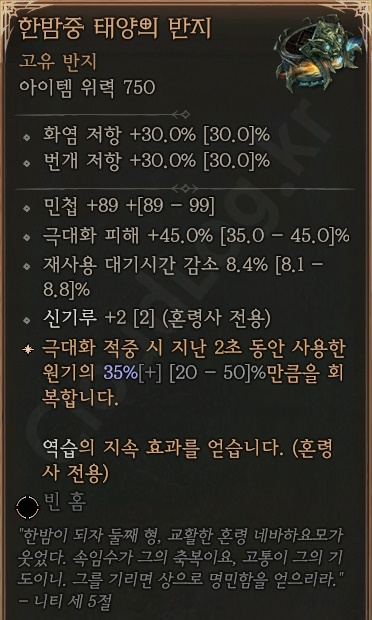 한밤중 태양의 반지
고유 반지
아이템 위력 750
화염 저항 +30.0% [30.0]%
번개 저항 +30.0% [30.0]%
민첩 +89 +[89 – 99]
극대화 피해 +45.0% [35.0 – 45.0]%
재사용 대기시간 감소 8.4% [8.1 –
8.8]%
신기루 +2 [2] (혼령사 전용)
극대화 적중 시 지난 2초 동안 사용한
원기의 35%[+] [20 – 50]%만큼을 회
복합니다.
역습의 지속 효과를 얻습니다. (혼령
사 전용)
빈 홈
"한밤이 되자 둘째 형, 교활한 혼령 네바하요모가
웃었다. 속임수가 그의 축복이요, 고통이 그의 기
도이니. 그를 기리면 상으로 명민함을 얻으리라."
– 니티 세 5절